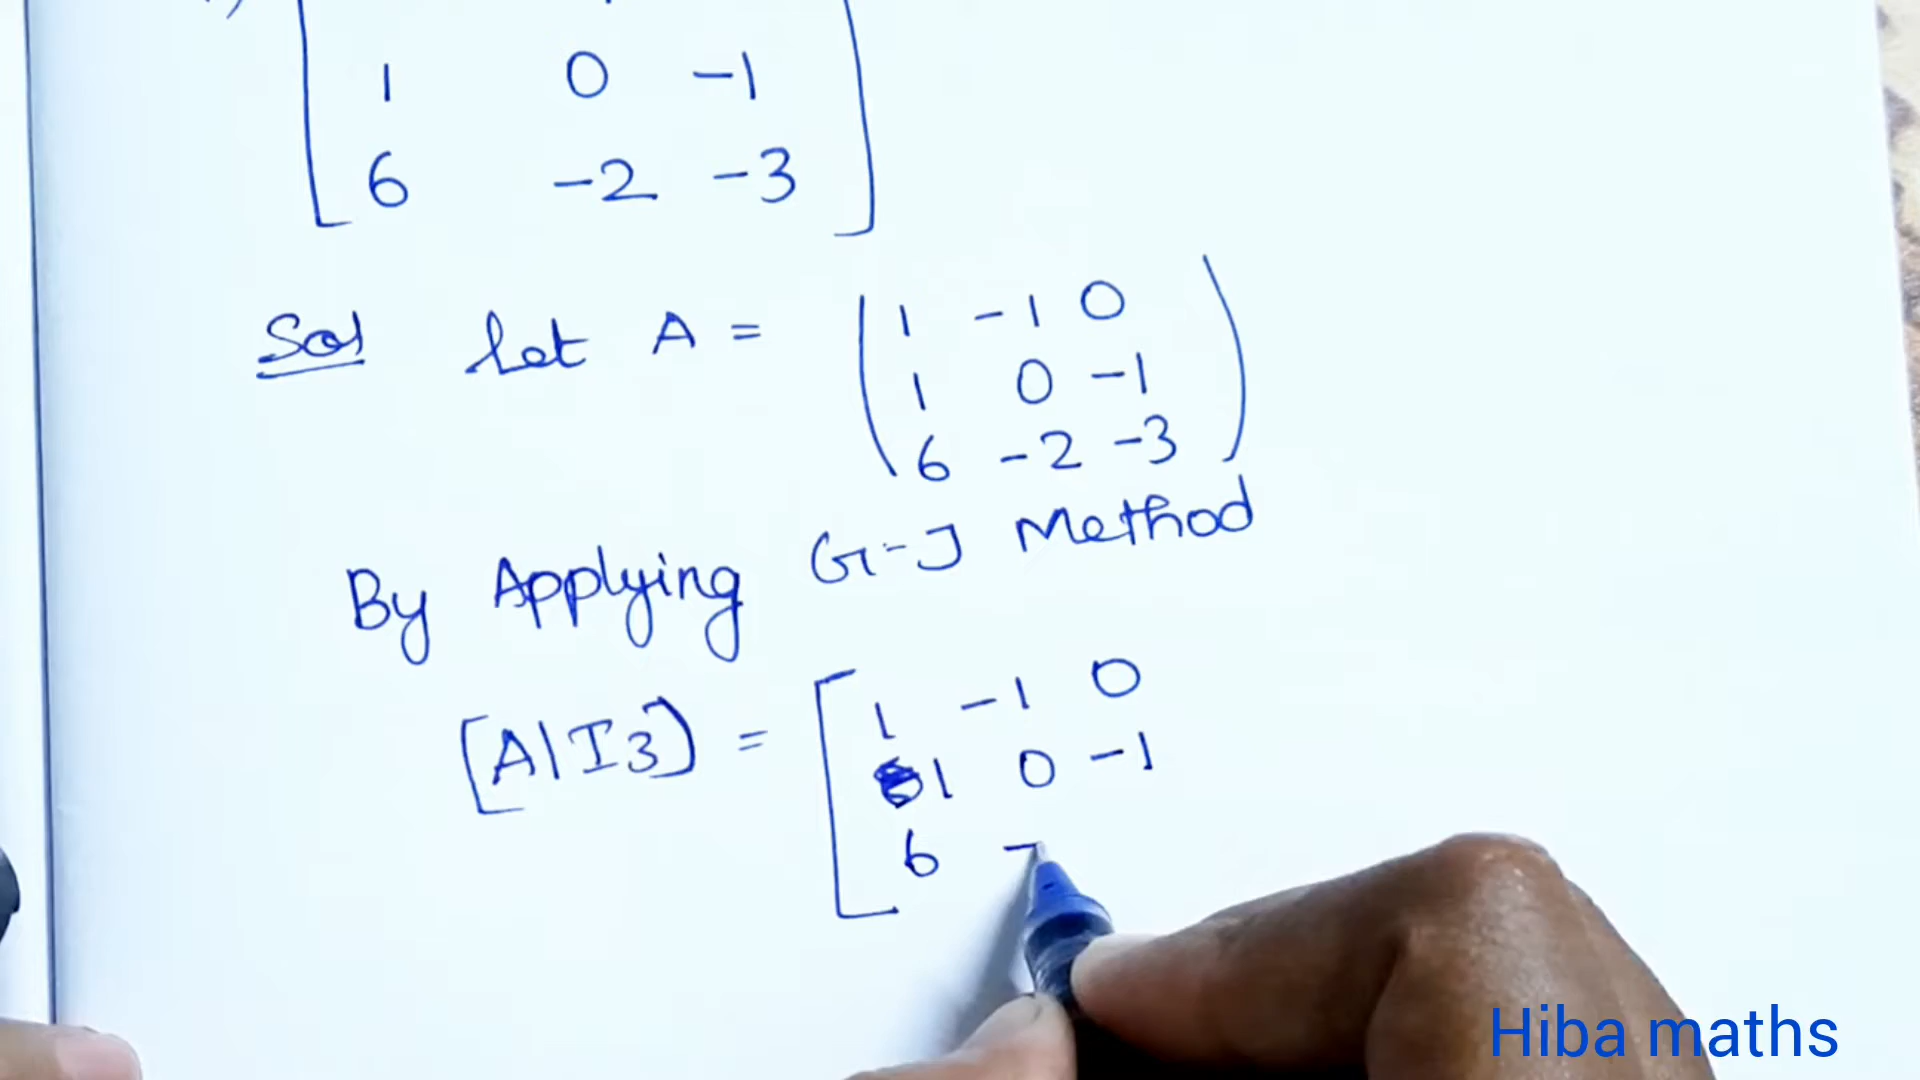 1 0 -1
6 -2 -3
Sol let A = 1 -1 0
1 0 -1
6 -2 -3
By Applying G-J Method
[A|I3) = 1 -1 0
1 0 -1
6 -
Hiba maths